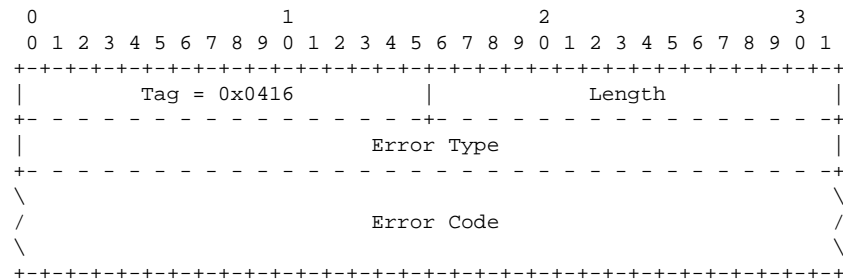 0                   1                   2                   3
 0 1 2 3 4 5 6 7 8 9 0 1 2 3 4 5 6 7 8 9 0 1 2 3 4 5 6 7 8 9 0 1
+-+-+-+-+-+-+-+-+-+-+-+-+-+-+-+-+-+-+-+-+-+-+-+-+-+-+-+-+-+-+-+-+
|         Tag = 0x0416          |            Length             |
+- - - - - - - - - - - - - - - -+- - - - - - - - - - - - - - - -+
|                           Error Type                          |
+- - - - - - - - - - - - - - - - - - - - - - - - - - - - - - - -+
\                                                               \
/                           Error Code                          /
\                                                               \
+-+-+-+-+-+-+-+-+-+-+-+-+-+-+-+-+-+-+-+-+-+-+-+-+-+-+-+-+-+-+-+-+